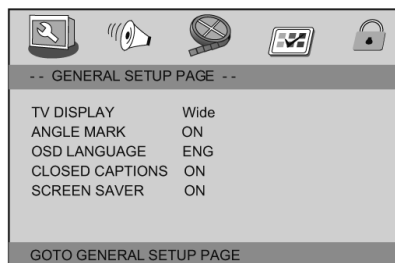 -- GENERAL SETUP PAGE --
TV DISPLAY Wide
ANGLE MARK ON
OSD LANGUAGE ENG
CLOSED CAPTIONS ON
SCREEN SAVER ON
GOTO GENERAL SETUP PAGE